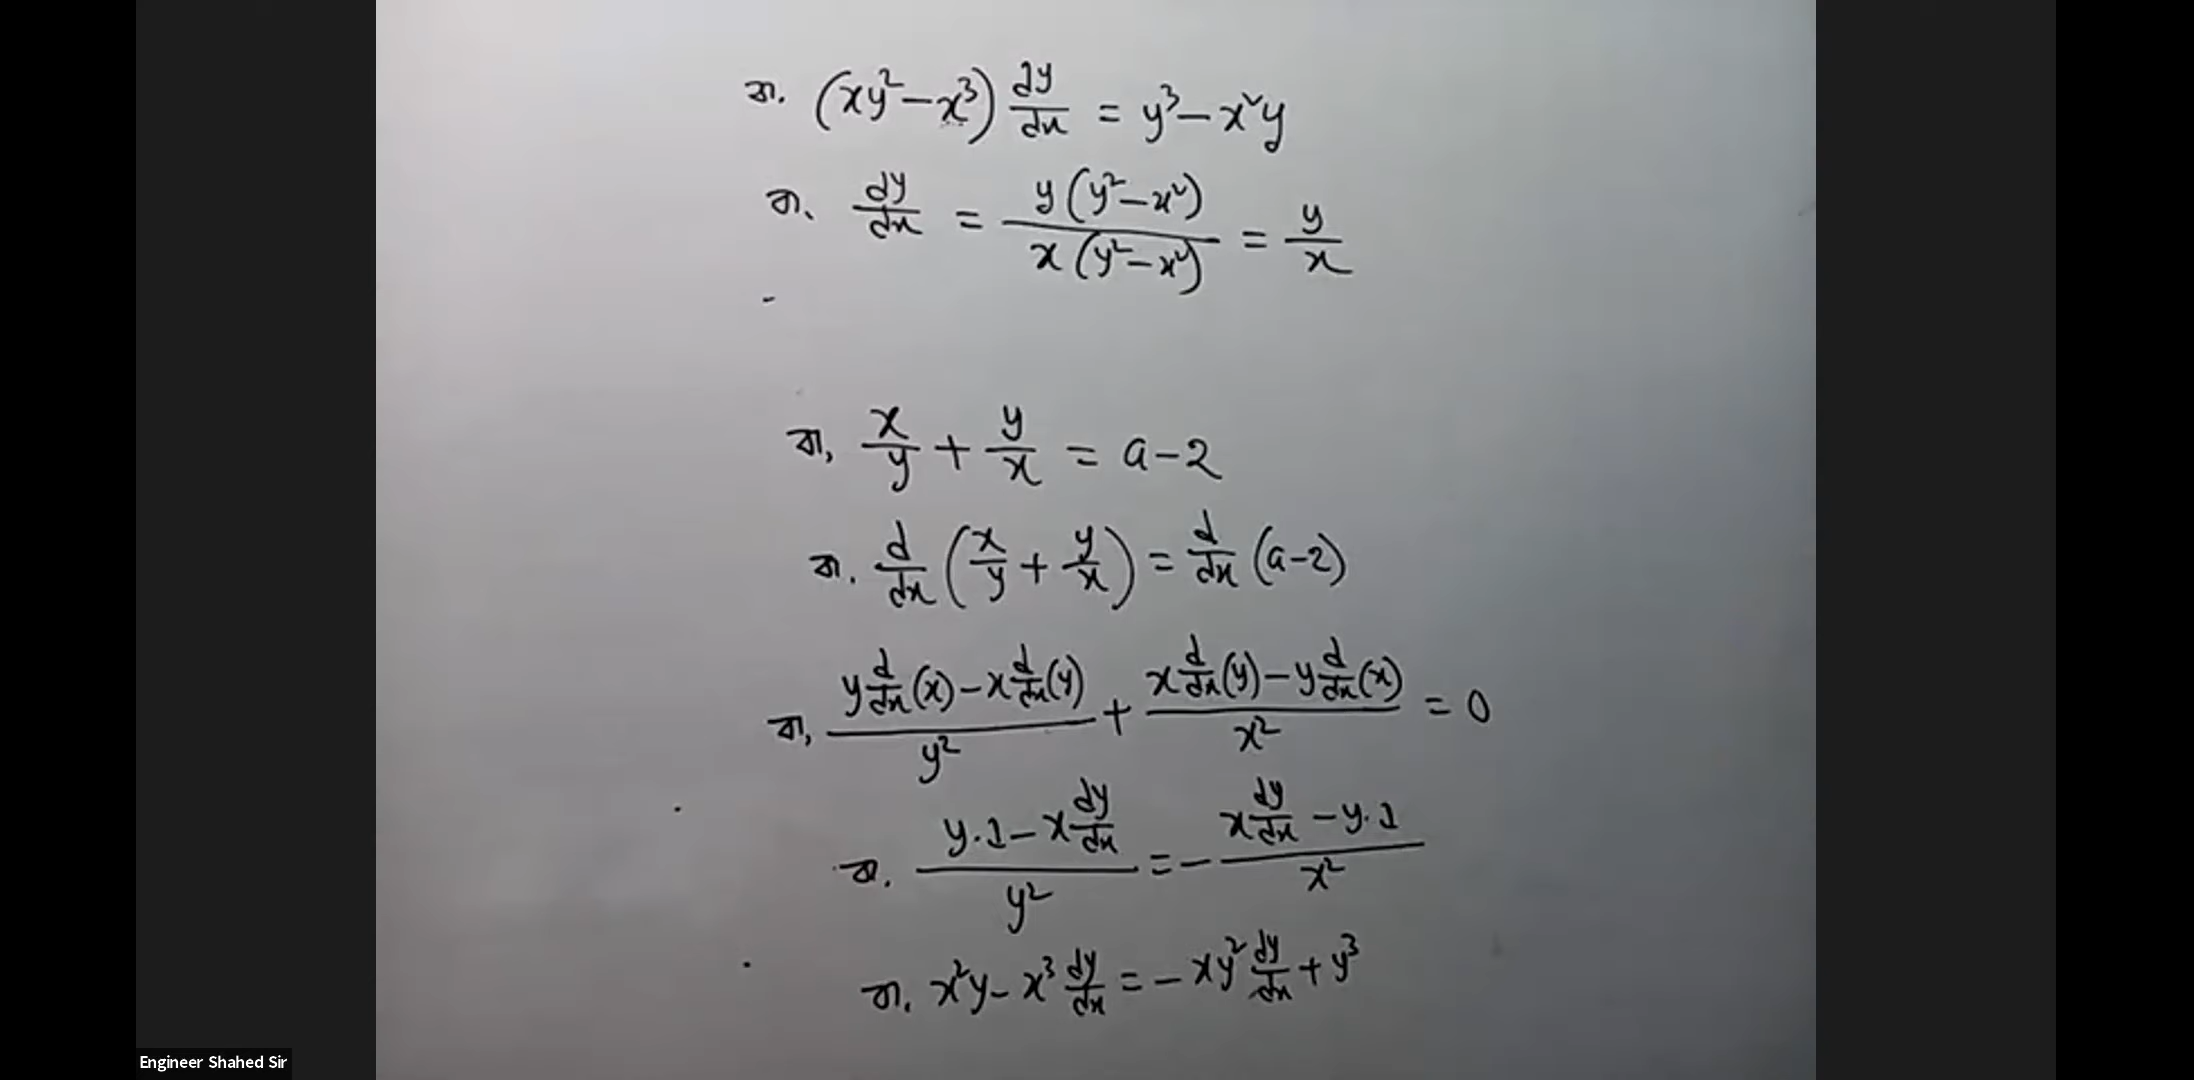 বা. (xy² − x³) dy/dx = y³ − x²y
বা, dy/dx = y(y² − x²) / x(y² − x²) = y/x
বা, x/y + y/x = a − 2
বা. d/dx (x/y + y/x) = d/dx (a − 2)
বা, (y d/dx (x) − x d/dx (y)) / y² + (x d/dx (y) − y d/dx (x)) / x² = 0
বা. (y·1 − x dy/dx) / y² = − (x dy/dx − y·1) / x²
বা. x²y − x³ dy/dx = − xy² dy/dx + y³
Engineer Shahed Sir